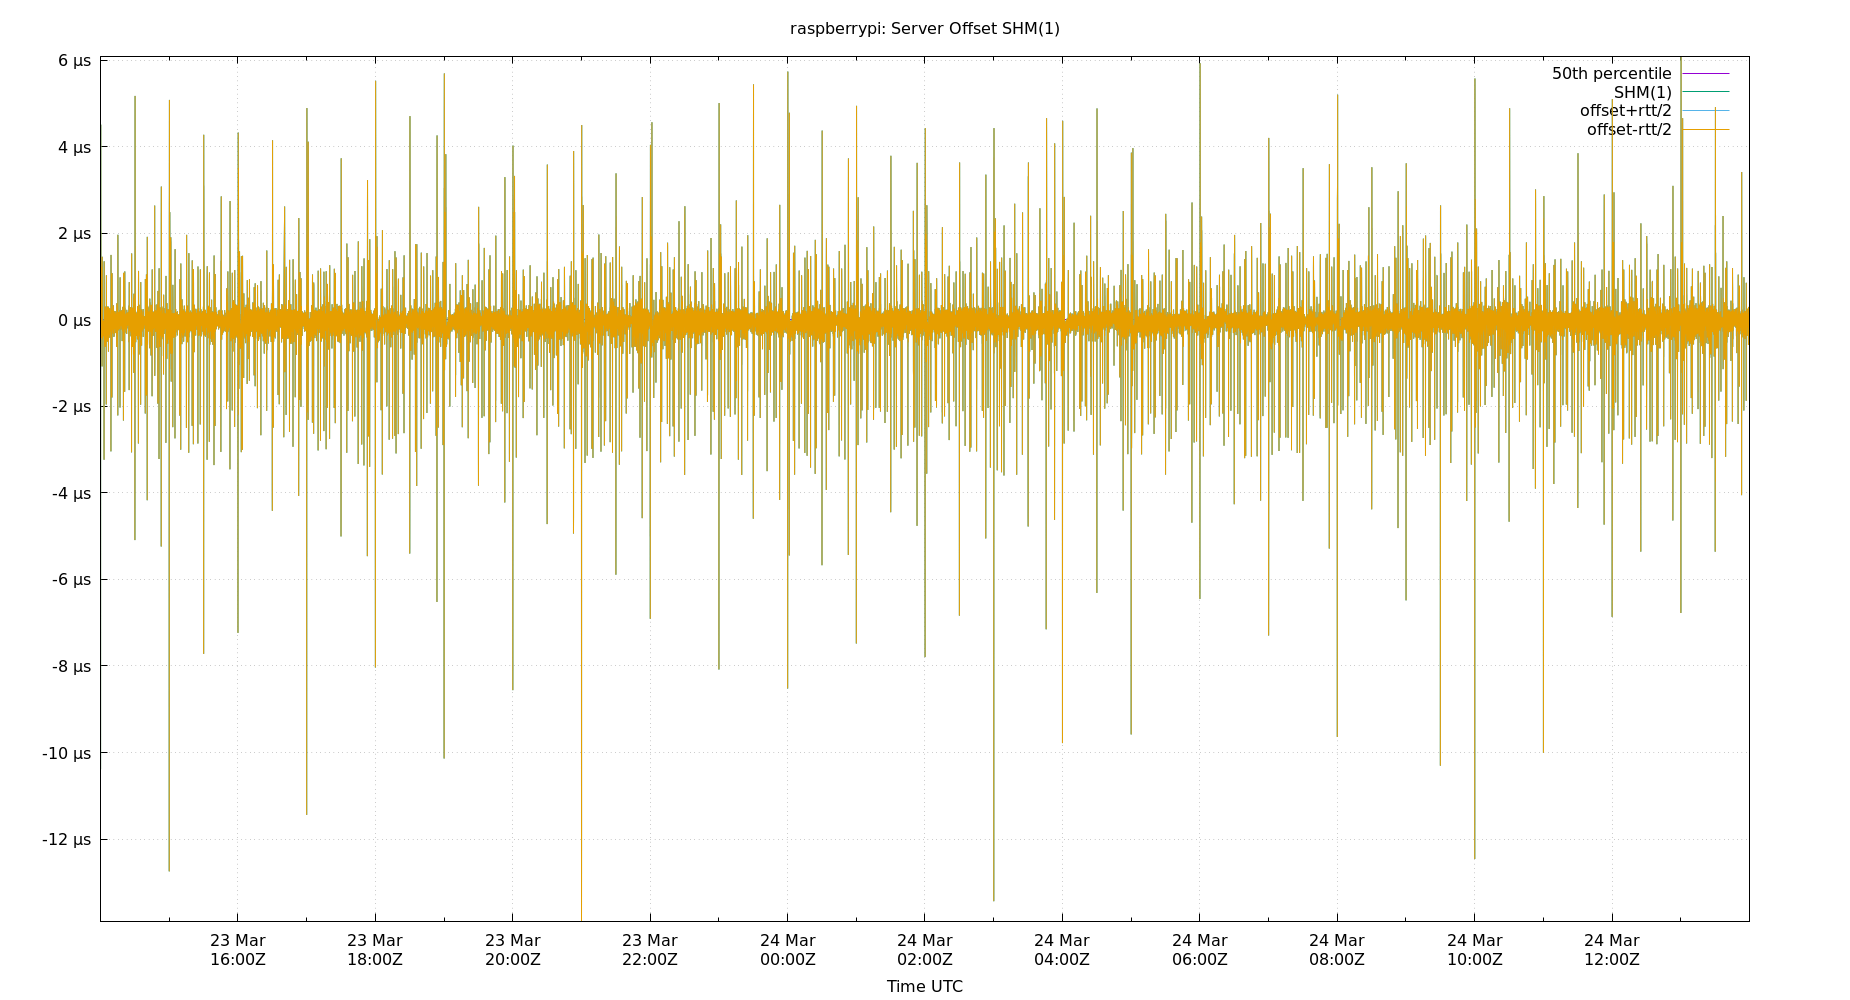 raspberrypi: Server Offset SHM(1)
6 µs
4 µs
2 µs
0 µs
-2 µs
-4 µs
-6 µs
-8 µs
-10 µs
-12 µs
50th percentile
SHM(1)
offset+rtt/2
offset-rtt/2
23 Mar 23 Mar 23 Mar 23 Mar 24 Mar 24 Mar 24 Mar 24 Mar 24 Mar 24 Mar 24 Mar
16:00Z 18:00Z 20:00Z 22:00Z 00:00Z 02:00Z 04:00Z 06:00Z 08:00Z 10:00Z 12:00Z
Time UTC